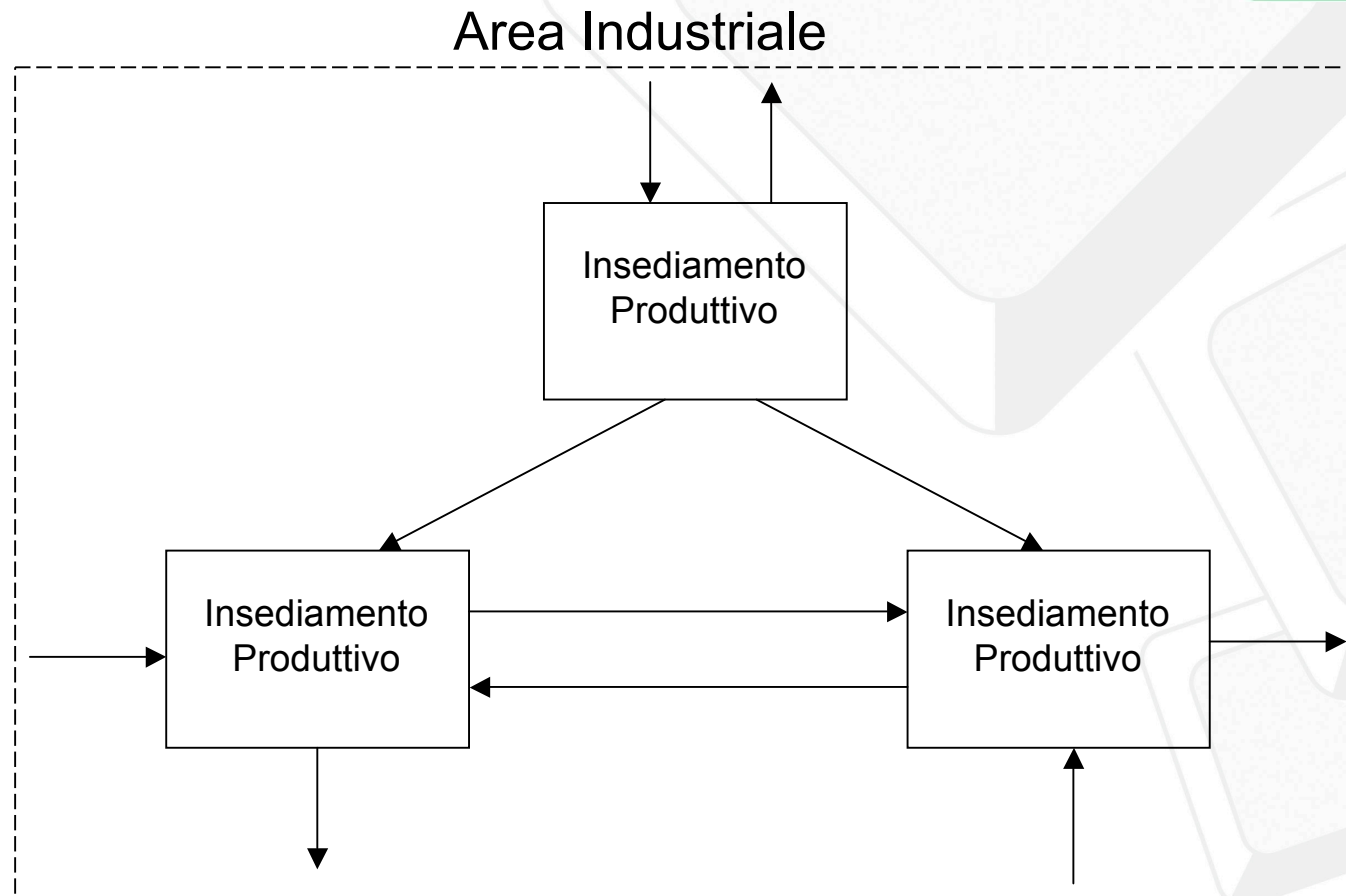 Area Industriale
Insediamento
Produttivo
Insediamento
Produttivo
Insediamento
Produttivo